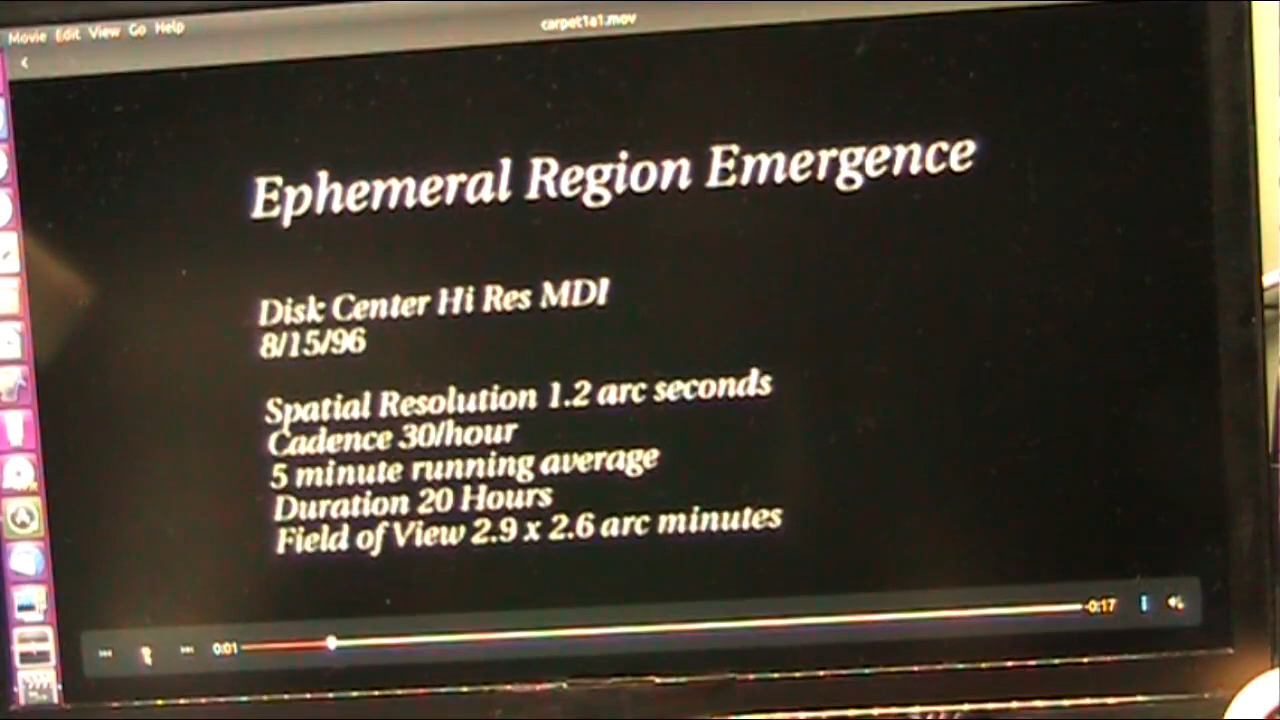 Movie Edit View Go Help
carpet1a1.mov
Ephemeral Region Emergence
Disk Center Hi Res MDI
8/15/96
Spatial Resolution 1.2 arc seconds
Cadence 30/hour
5 minute running average
Duration 20 Hours
Field of View 2.9 x 2.6 arc minutes
0:01
-0:17